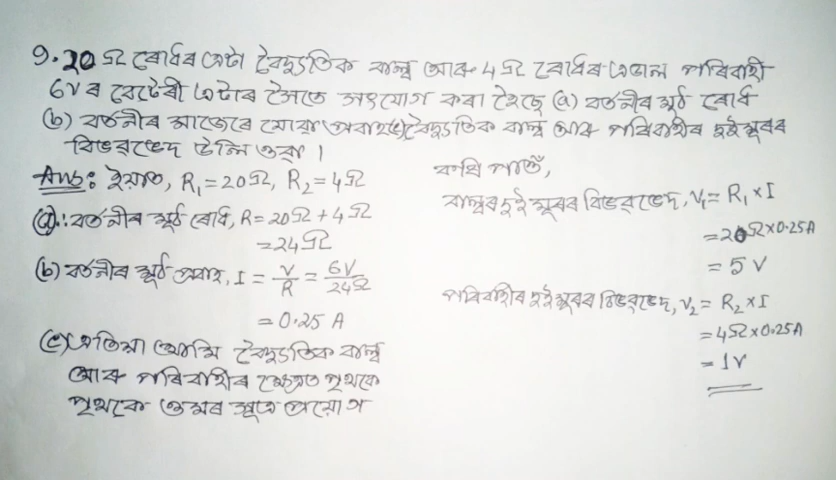 9. 20 Ω ৰোধৰ এটা বৈদ্যুতিক বাল্ব আৰু 4 Ω ৰোধৰ এডাল পৰিবাহী
6V ৰ বেটেৰী এটাৰ সৈতে সংযোগ কৰা হৈছে (a) বৰ্তনীৰ মুঠ ৰোধ
(b) বৰ্তনীৰ মাজেৰে যোৱা প্ৰবাহ (c) বৈদ্যুতিক বাল্ব আৰু পৰিবাহীৰ দুই মূৰৰ
বিভৱভেদ উলিওৱা ।
Ans: ইয়াত, R₁ = 20Ω, R₂ = 4Ω
(a): বৰ্তনীৰ মুঠ ৰোধ, R = 20Ω + 4Ω
= 24Ω
(b) বৰ্তনীৰ মুঠ প্ৰবাহ, I = V/R = 6V/24Ω
= 0.25 A
(c) এতিয়া আমি বৈদ্যুতিক বাল্ব
আৰু পৰিবাহীৰ ক্ষেত্ৰত পৃথকে
পৃথকে ওমৰ সূত্ৰ প্ৰয়োগ
কৰি পাওঁ,
বাল্বৰ দুই মূৰৰ বিভৱভেদ, V₁ = R₁ × I
= 20Ω × 0.25A
= 5 V
পৰিবাহীৰ দুই মূৰৰ বিভৱভেদ, V₂ = R₂ × I
= 4Ω × 0.25A
= 1V